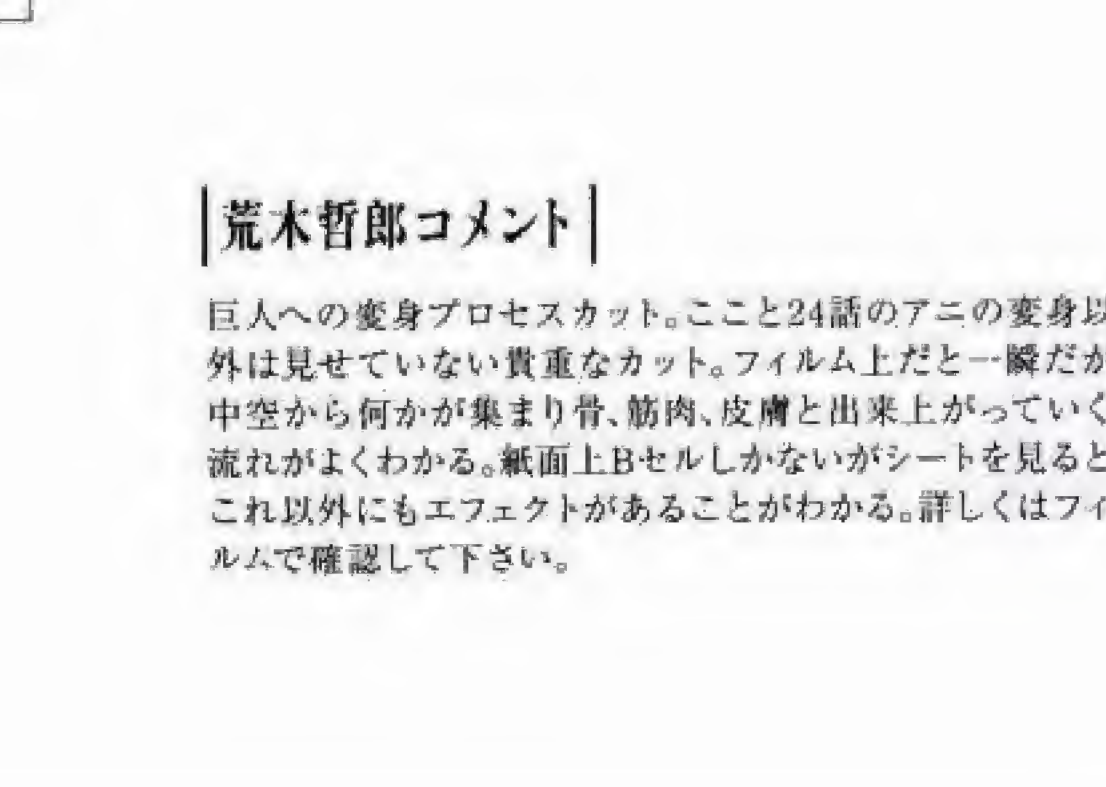 荒木哲郎コメント
巨人への変身プロセスカット。ここと24話のアニの変身以
外は見せていない貴重なカット。フィルム上だと一瞬だが
中空から何かが集まり骨、筋肉、皮膚と出来上がっていく
流れがよくわかる。紙面上Bセルしかないがシートを見ると
これ以外にもエフェクトがあることがわかる。詳しくはフィ
ルムで確認して下さい。